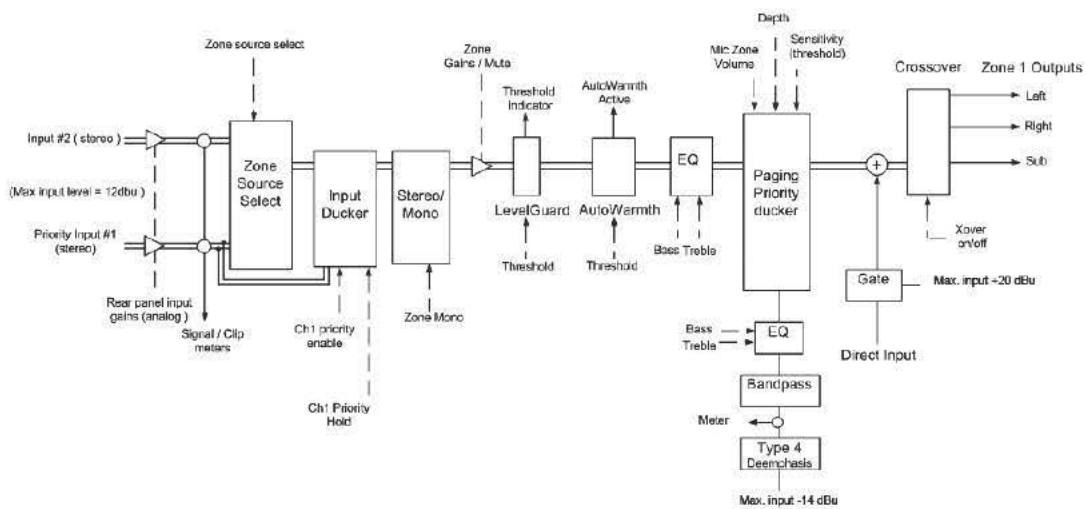 Depth
Zone source select
Zone
Gains / Mute
Mic Zone
Volume
Sensitivity
(threshold)
Crossover
Zone 1 Outputs
Threshold
Indicator
AutoWarmth
Active
Left
Right
Sub
Input #2 ( stereo )
(Max input level = 12dbu )
Priority Input #1
(stereo)
Zone
Source
Select
Input
Ducker
Stereo/
Mono
LevelGuard
AutoWarmth
EQ
Paging
Priority
ducker
+
Bass Treble
Threshold
Threshold
Xover
on/off
Gate
Max. input +20 dBu
Direct Input
Rear panel input
gains (analog )
Signal / Clip
meters
Ch1 priority
enable
Zone Mono
Ch1 Priority
Hold
Bass
Treble
EQ
Bandpass
Meter
Type 4
Deemphasis
Max. input -14 dBu